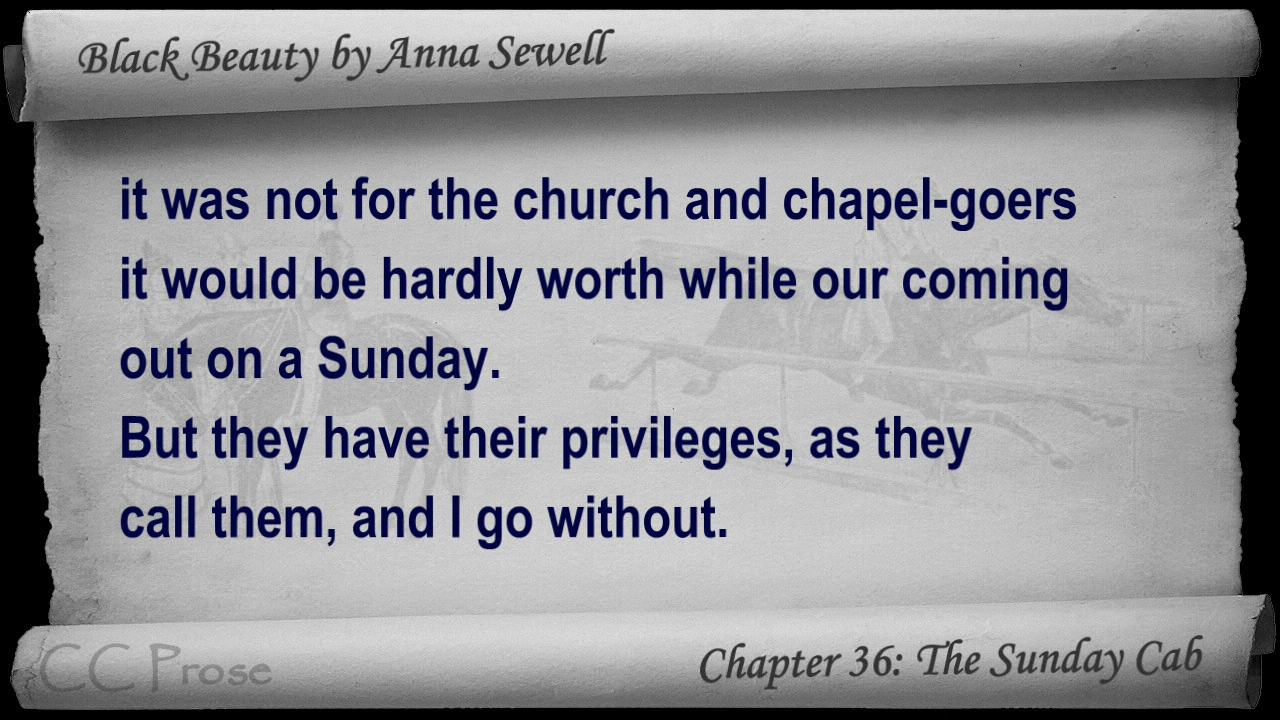 Black Beauty by Anna Sewell
it was not for the church and chapel-goers
it would be hardly worth while our coming
out on a Sunday.
But they have their privileges, as they
call them, and I go without.
CC Prose
Chapter 36: The Sunday Cab